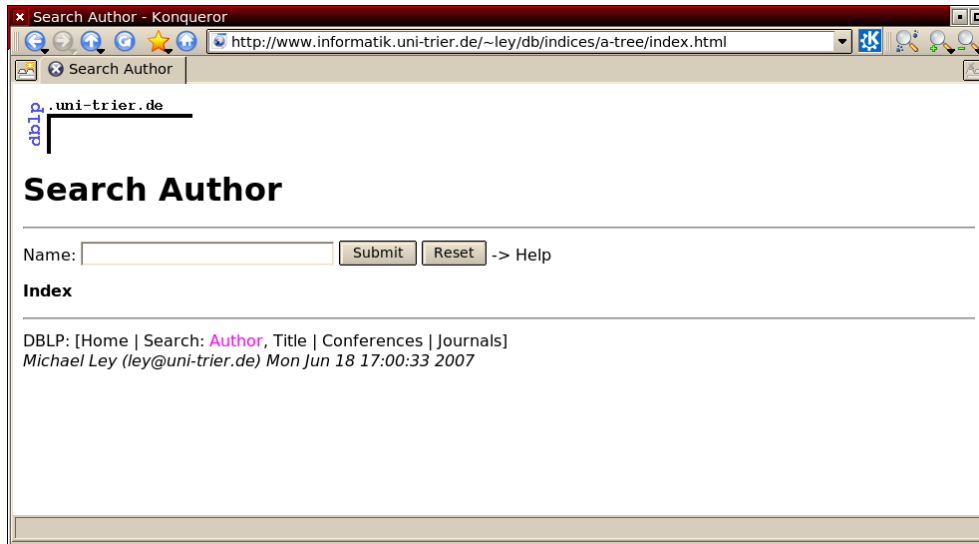 Search Author - Konqueror
http://www.informatik.uni-trier.de/~ley/db/indices/a-tree/index.html
Search Author
.uni-trier.de
dblp
Search Author
Name: Submit Reset -> Help
Index
DBLP: [Home | Search: Author, Title | Conferences | Journals]
Michael Ley (ley@uni-trier.de) Mon Jun 18 17:00:33 2007